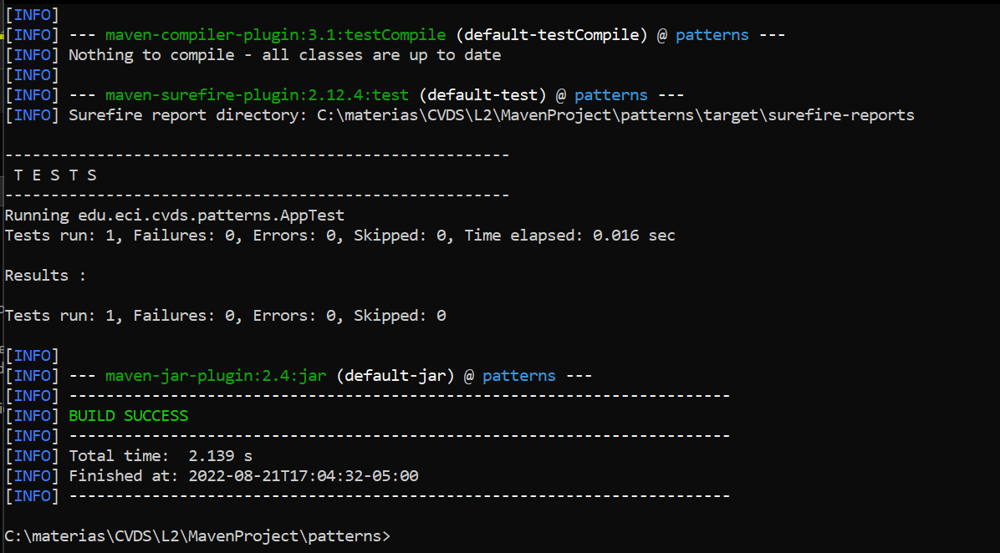 [INFO]
[INFO] --- maven-compiler-plugin:3.1:testCompile (default-testCompile) @ patterns ---
[INFO] Nothing to compile - all classes are up to date
[INFO]
[INFO] --- maven-surefire-plugin:2.12.4:test (default-test) @ patterns ---
[INFO] Surefire report directory: C:\materias\CVDS\L2\MavenProject\patterns\target\surefire-reports
-------------------------------------------------------
T E S T S
-------------------------------------------------------
Running edu.eci.cvds.patterns.AppTest
Tests run: 1, Failures: 0, Errors: 0, Skipped: 0, Time elapsed: 0.016 sec
Results :
Tests run: 1, Failures: 0, Errors: 0, Skipped: 0
[INFO]
[INFO] --- maven-jar-plugin:2.4:jar (default-jar) @ patterns ---
[INFO] ------------------------------------------------------------------------
[INFO] BUILD SUCCESS
[INFO] ------------------------------------------------------------------------
[INFO] Total time:  2.139 s
[INFO] Finished at: 2022-08-21T17:04:32-05:00
[INFO] ------------------------------------------------------------------------
C:\materias\CVDS\L2\MavenProject\patterns>